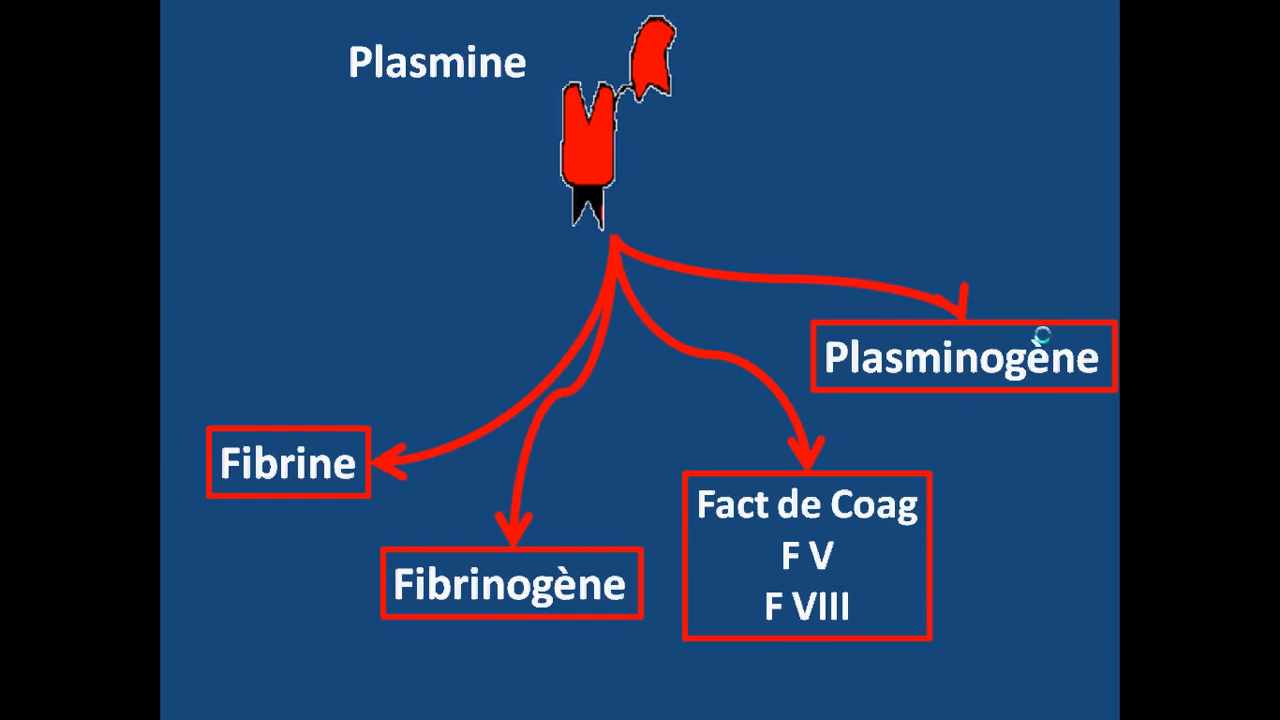 Plasmine
Plasminogène
Fibrine
Fibrinogène
Fact de Coag
F V
F VIII